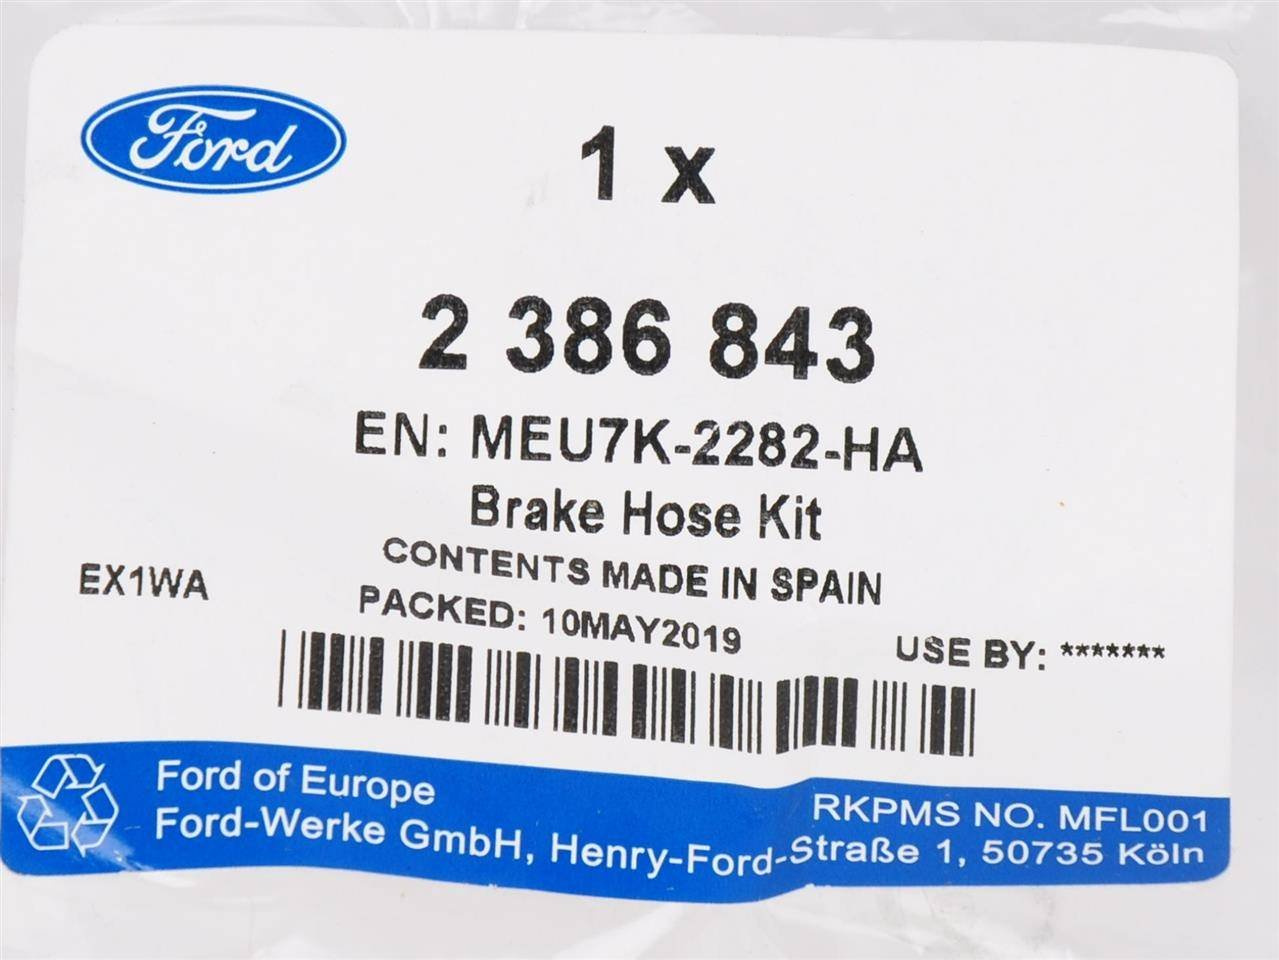 Ford
1 x
2 386 843
EN: MEU7K-2282-HA
Brake Hose Kit
CONTENTS MADE IN SPAIN
EX1WA
PACKED: 10MAY2019
USE BY: *******
Ford of Europe
RKPMS NO. MFL001
Ford-Werke GmbH, Henry-Ford-Straße 1, 50735 Köln